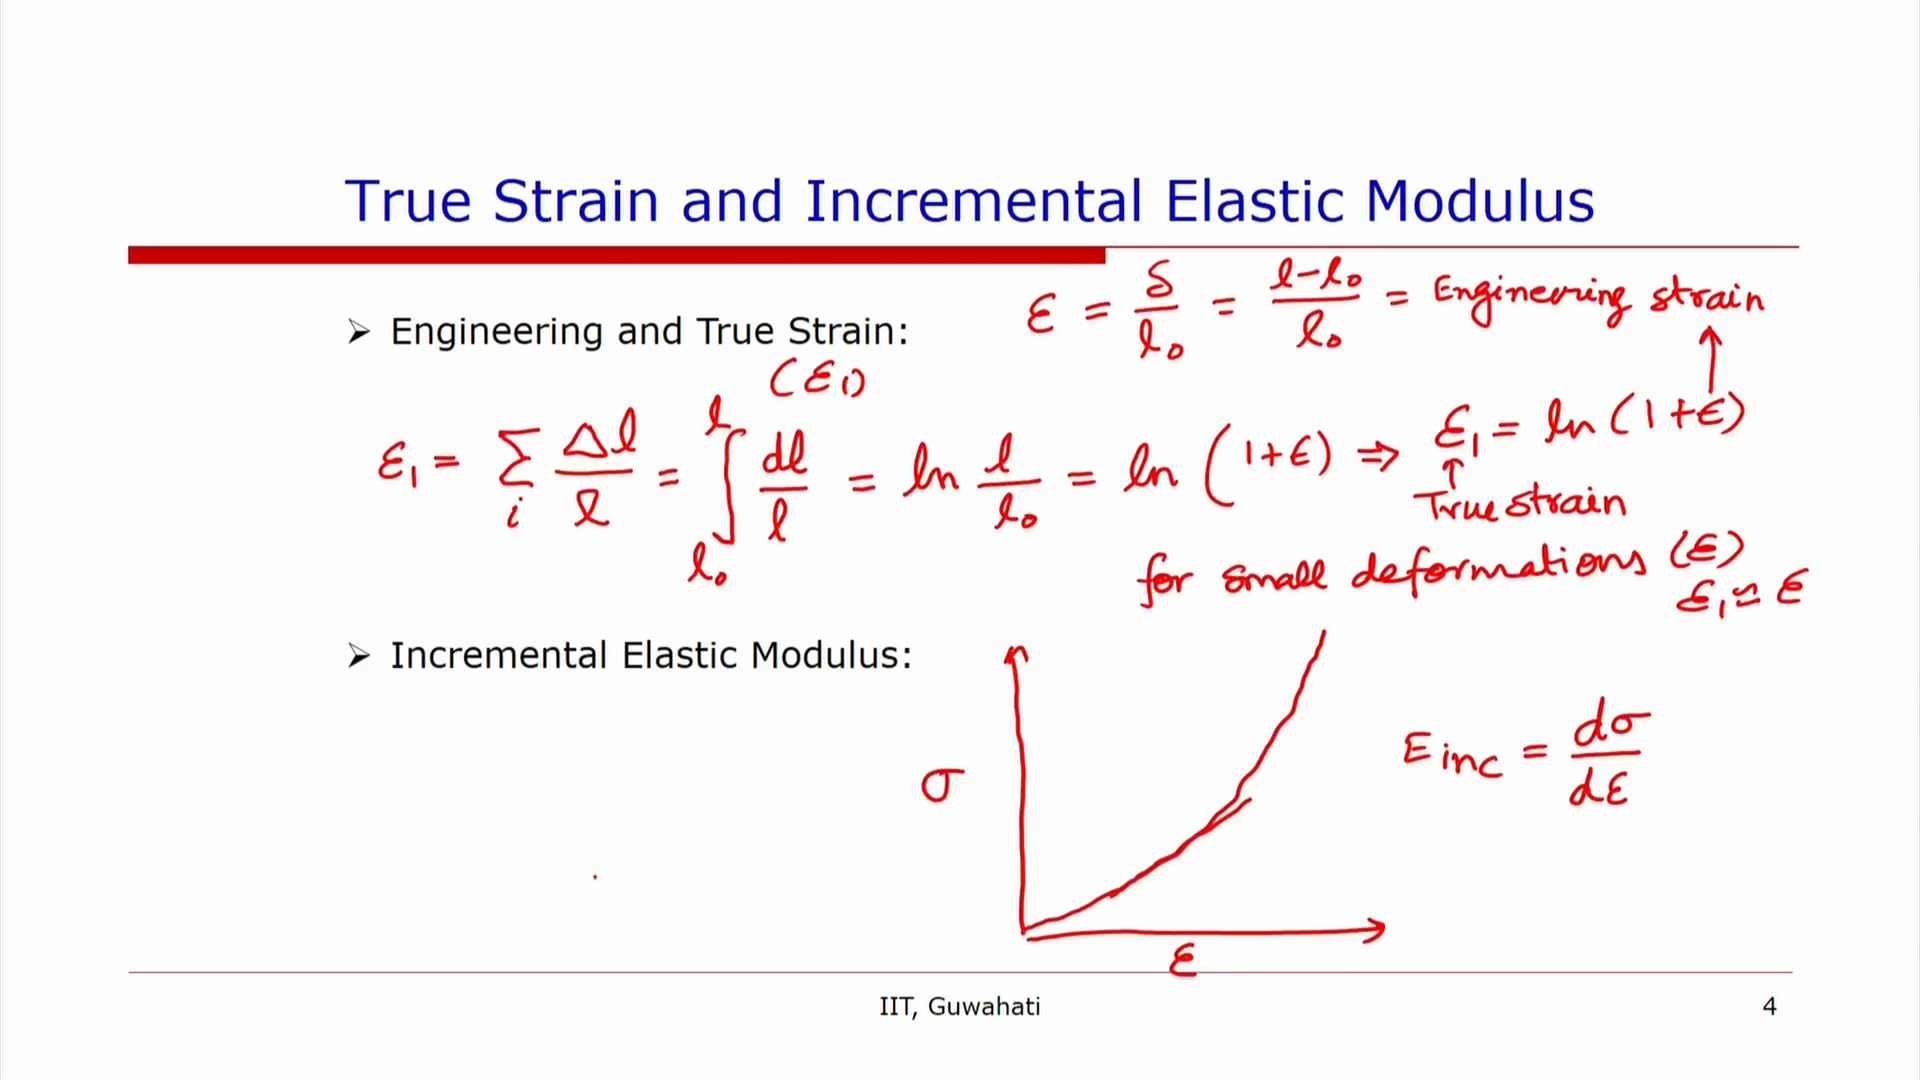 True Strain and Incremental Elastic Modulus
➢ Engineering and True Strain:
ε = δ/l₀ = (l-l₀)/l₀ = Engineering strain
(ε₁)
ε₁ = Σᵢ Δl/l = ∫_{l₀}^{l} dl/l = ln l/l₀ = ln (1+ε) ⇒ ε₁ = ln (1+ε)
↑
True strain
for small deformations (ε)
ε₁ ≃ ε
➢ Incremental Elastic Modulus:
E inc = dσ/dε
σ
ε
IIT, Guwahati
4